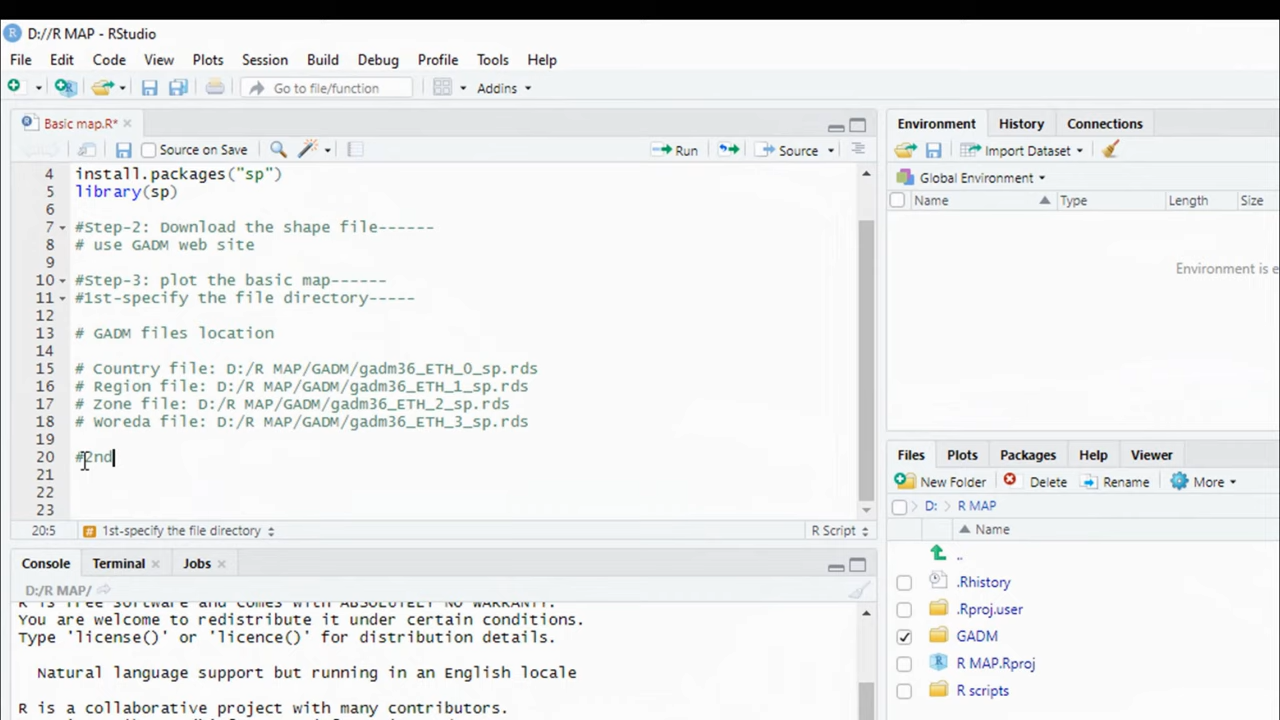 D://R MAP - RStudio
File Edit Code View Plots Session Build Debug Profile Tools Help
Go to file/function Addins
Basic map.R*
Source on Save Run Source
4 install.packages("sp")
5 library(sp)
6
7 #Step-2: Download the shape file------
8 # use GADM web site
9
10 #Step-3: plot the basic map------
11 #1st-specify the file directory-----
12
13 # GADM files location
14
15 # Country file: D:/R MAP/GADM/gadm36_ETH_0_sp.rds
16 # Region file: D:/R MAP/GADM/gadm36_ETH_1_sp.rds
17 # Zone file: D:/R MAP/GADM/gadm36_ETH_2_sp.rds
18 # Woreda file: D:/R MAP/GADM/gadm36_ETH_3_sp.rds
19
20 #2nd
21
22
23
20:5 # 1st-specify the file directory R Script
Console Terminal Jobs
D:/R MAP/
R is free software and comes with ABSOLUTELY NO WARRANTY.
You are welcome to redistribute it under certain conditions.
Type 'license()' or 'licence()' for distribution details.
Natural language support but running in an English locale
R is a collaborative project with many contributors.
Environment History Connections
Import Dataset
Global Environment
Name Type Length Size
Environment is e
Files Plots Packages Help Viewer
New Folder Delete Rename More
D: R MAP
Name
..
.Rhistory
.Rproj.user
GADM
R MAP.Rproj
R scripts